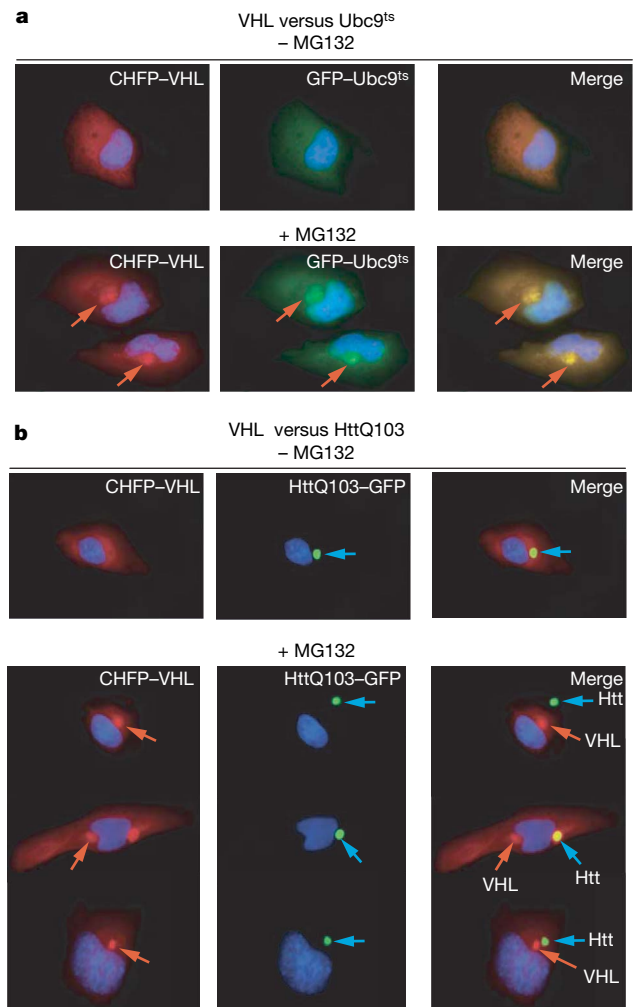 a
VHL versus Ubc9ts
– MG132
CHFP–VHL GFP–Ubc9ts Merge
+ MG132
CHFP–VHL GFP–Ubc9ts Merge
b
VHL versus HttQ103
– MG132
CHFP–VHL HttQ103–GFP Merge
+ MG132
CHFP–VHL HttQ103–GFP Merge
Htt
VHL
Htt
VHL
Htt
VHL